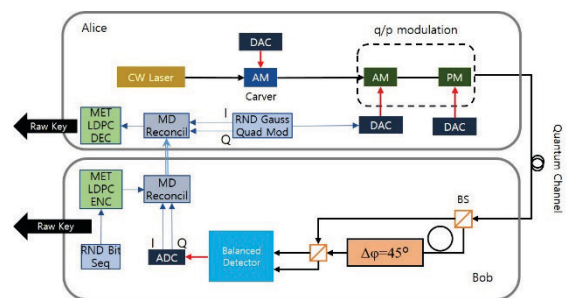 Alice
q/p modulation
DAC
CW Laser
AM
Carver
AM
PM
Raw Key
MET
LDPC
DEC
MD
Reconcil
I
Q
RND Gauss
Quad Mod
DAC
DAC
Quantum Channel
MET
LDPC
ENC
MD
Reconcil
Raw Key
RND Bit
Seq
I
Q
ADC
Balanced
Detector
Δφ=45°
BS
Bob